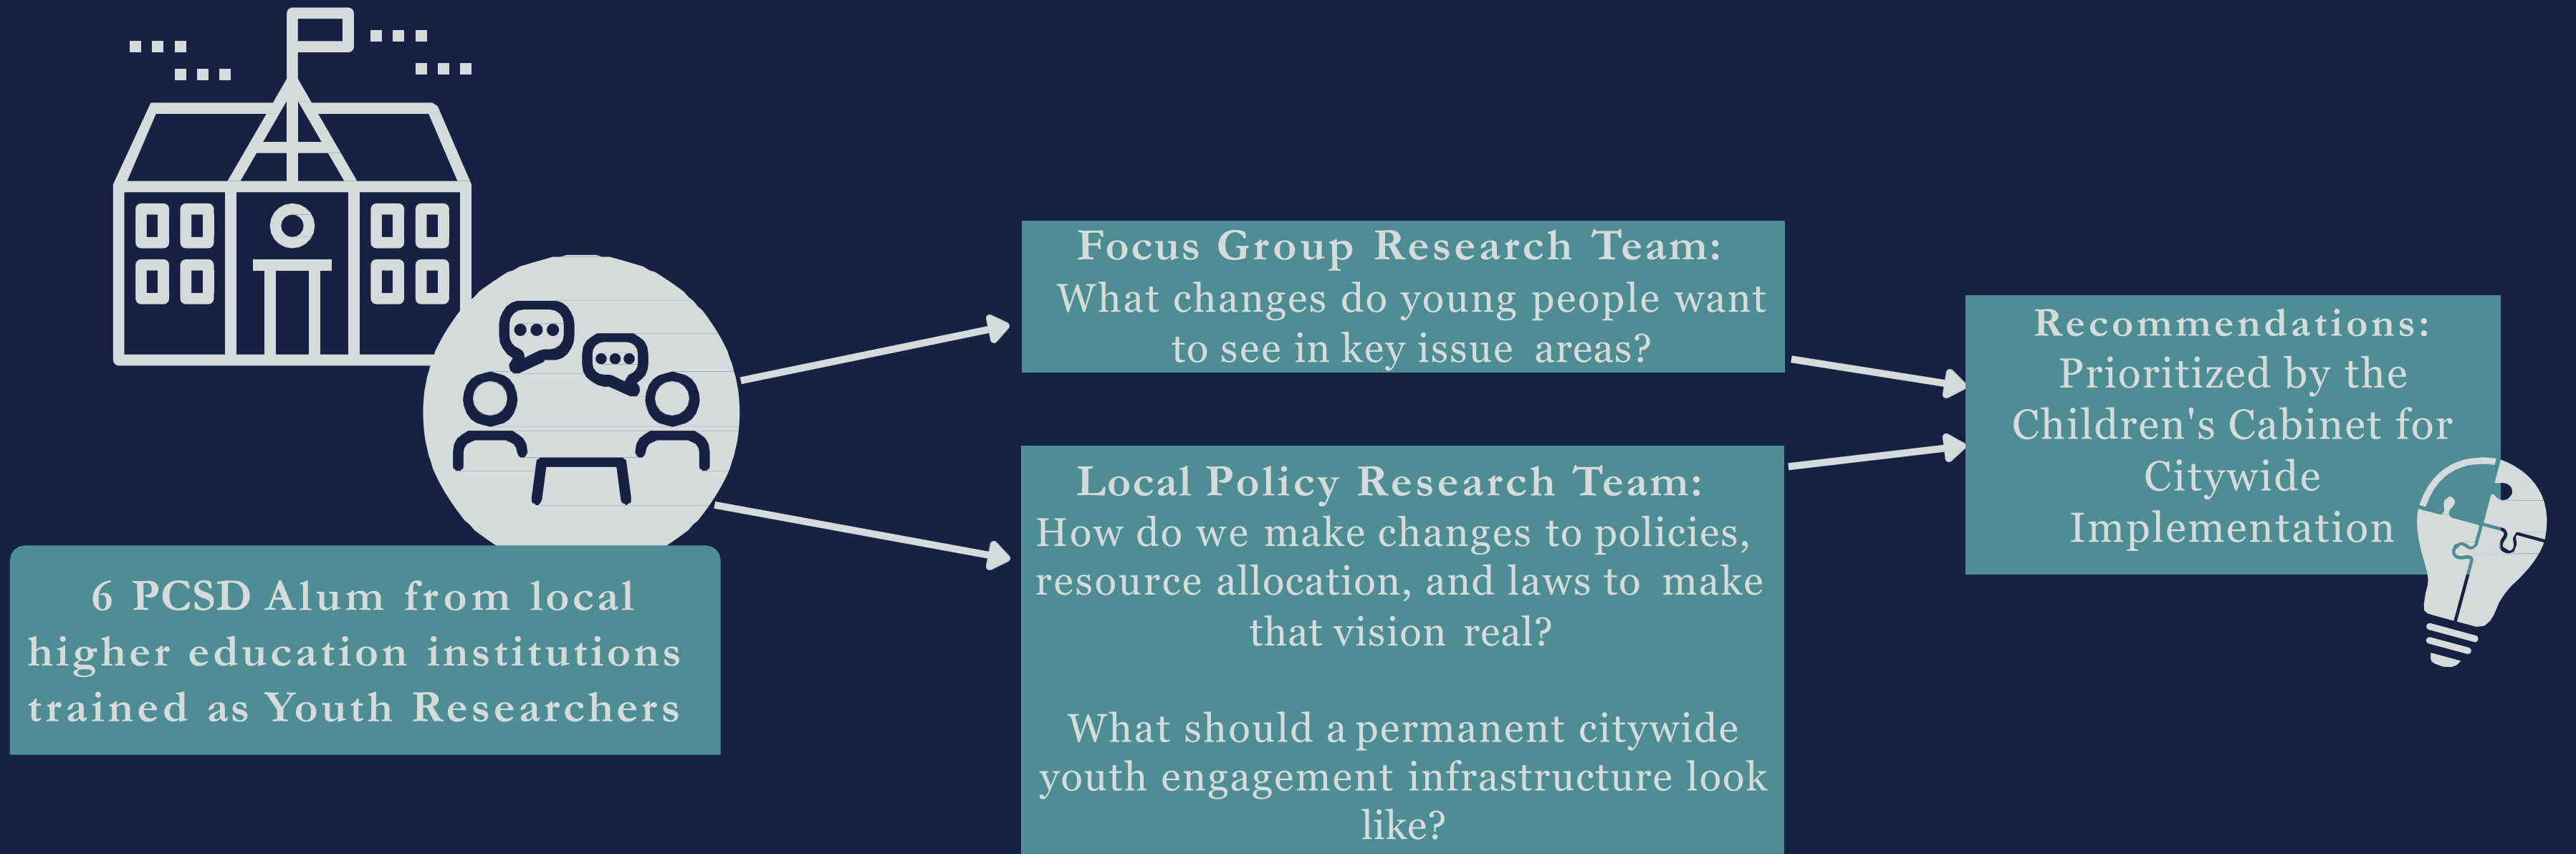 6 PCSD Alum from local
higher education institutions
trained as Youth Researchers
Focus Group Research Team:
What changes do young people want
to see in key issue areas?
Local Policy Research Team:
How do we make changes to policies,
resource allocation, and laws to make
that vision real?
What should a permanent citywide
youth engagement infrastructure look
like?
Recommendations:
Prioritized by the
Children's Cabinet for
Citywide
Implementation